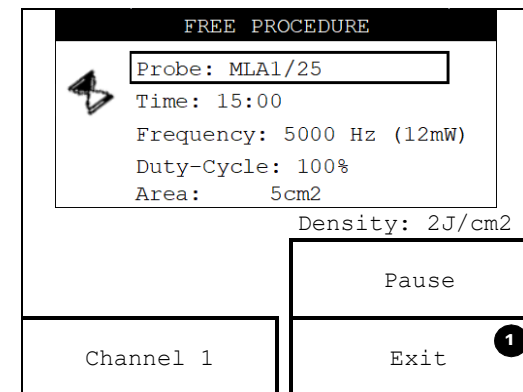 FREE PROCEDURE
Probe: MLA1/25
Time: 15:00
Frequency: 5000 Hz (12mW)
Duty-Cycle: 100%
Area: 5cm2
Density: 2J/cm2
Pause
Channel 1
Exit
1